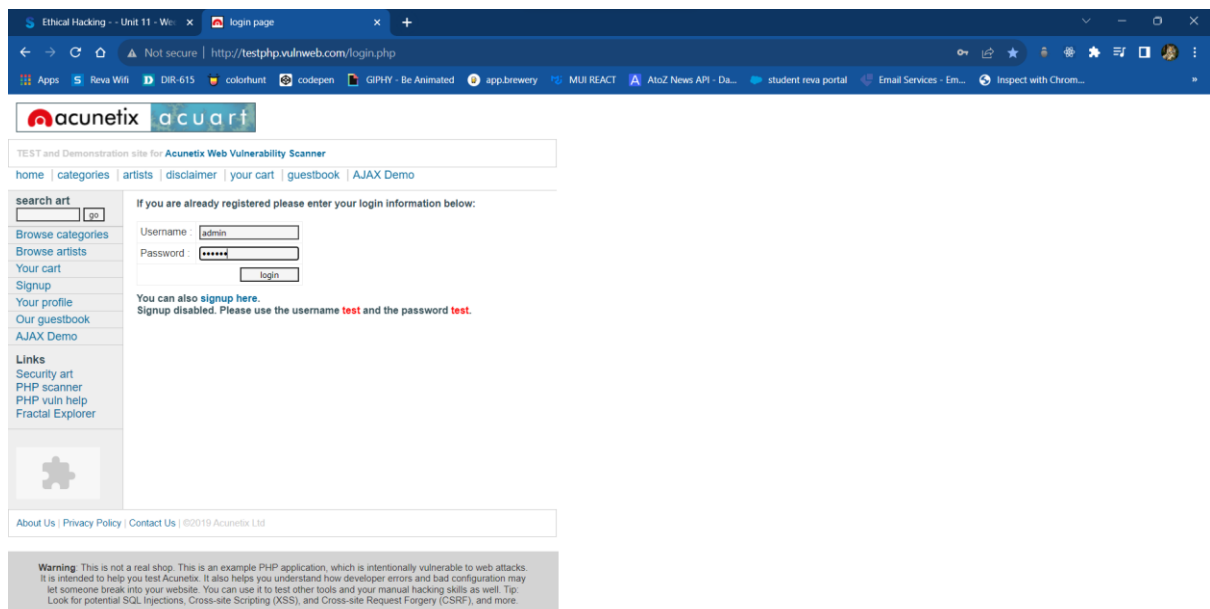 Ethical Hacking - - Unit 11 - We
login page
Not secure | http://testphp.vulnweb.com/login.php
Apps
Reva Wifi
DIR-615
colorhunt
codepen
GIPHY - Be Animated
app.brewery
MUI REACT
AtoZ News API - Da...
student reva portal
Email Services - Em...
Inspect with Chrom...
»
acunetix acuart
TEST and Demonstration site for Acunetix Web Vulnerability Scanner
home | categories | artists | disclaimer | your cart | guestbook | AJAX Demo
search art
go
Browse categories
Browse artists
Your cart
Signup
Your profile
Our guestbook
AJAX Demo
Links
Security art
PHP scanner
PHP vuln help
Fractal Explorer
If you are already registered please enter your login information below:
Username : admin
Password : ••••••
login
You can also signup here.
Signup disabled. Please use the username test and the password test.
About Us | Privacy Policy | Contact Us | ©2019 Acunetix Ltd
Warning: This is not a real shop. This is an example PHP application, which is intentionally vulnerable to web attacks.
It is intended to help you test Acunetix. It also helps you understand how developer errors and bad configuration may
let someone break into your website. You can use it to test other tools and your manual hacking skills as well. Tip:
Look for potential SQL Injections, Cross-site Scripting (XSS), and Cross-site Request Forgery (CSRF), and more.